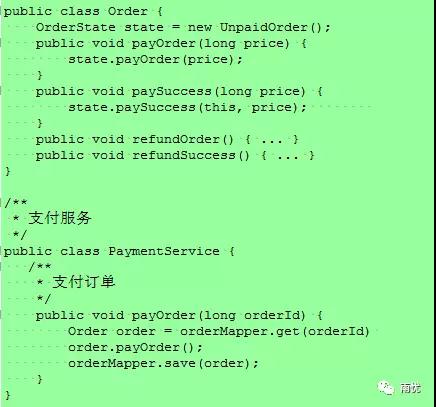 public class Order {
    OrderState state = new UnpaidOrder();
    public void payOrder(long price) {
        state.payOrder(price);
    }
    public void paySuccess(long price) {
        state.paySuccess(this, price);
    }
    public void refundOrder() { ... }
    public void refundSuccess() { ... }
}

/**
 * 支付服务
 */
public class PaymentService {
   /**
    * 支付订单
    */
    public void payOrder(long orderId) {
        Order order = orderMapper.get(orderId)
        order.payOrder();
        orderMapper.save(order);
    }
}
雨忧